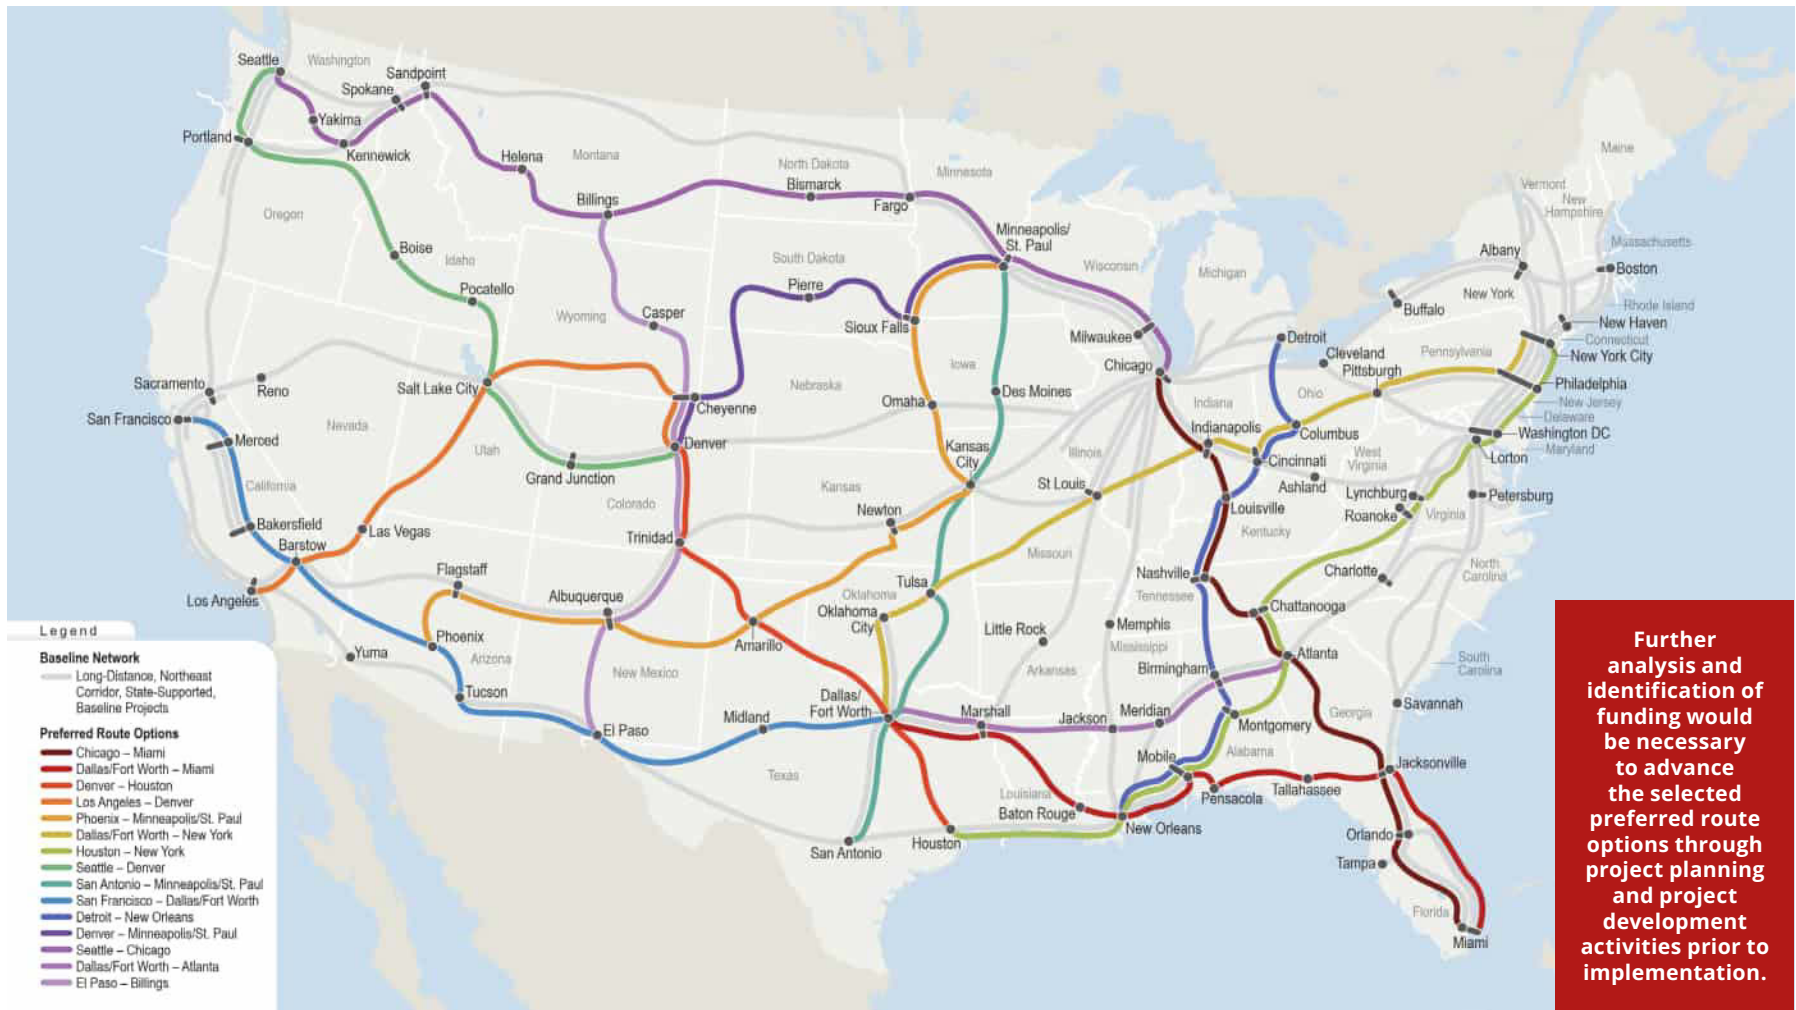 Seattle
Washington
Sandpoint
Spokane
Yakima
Portland
Kennewick
Helena
Montana
North Dakota
Minnesota
Bismarck
Billings
Fargo
Oregon
Minneapolis/
St. Paul
Boise
Idaho
South Dakota
Wisconsin
Michigan
Pierre
Pocatello
Wyoming
Casper
Sioux Falls
Milwaukee
Detroit
Chicago
Cleveland
Pittsburgh
Pennsylvania
Maine
Vermont
New
Hampshire
Massachusetts
Albany
Boston
New York
Buffalo
Rhode Island
New Haven
Connecticut
New York City
Philadelphia
New Jersey
Delaware
Washington DC
Maryland
Lorton
Sacramento
Reno
Salt Lake City
San Francisco
Merced
Nevada
Utah
California
Cheyenne
Nebraska
Iowa
Omaha
Des Moines
Denver
Grand Junction
Colorado
Kansas
City
Kansas
Illinois
Indiana
Indianapolis
Ohio
Columbus
Cincinnati
West
Virginia
Ashland
Lynchburg
Roanoke
Virginia
Petersburg
St Louis
Louisville
Kentucky
Bakersfield
Barstow
Las Vegas
Trinidad
Newton
Missouri
Los Angeles
Flagstaff
Albuquerque
Tulsa
Oklahoma
Oklahoma
City
Nashville
Tennessee
Charlotte
North
Carolina
Chattanooga
Memphis
Mississippi
Little Rock
Arkansas
Amarillo
Phoenix
Arizona
Yuma
New Mexico
Tucson
Atlanta
South
Carolina
Birmingham
Savannah
Georgia
Dallas/
Fort Worth
Midland
Marshall
Jackson
Meridian
Montgomery
Alabama
El Paso
Texas
Mobile
Louisiana
Baton Rouge
Pensacola
Tallahassee
Jacksonville
New Orleans
San Antonio
Houston
Orlando
Tampa
Florida
Miami
Legend
Baseline Network
Long-Distance, Northeast
Corridor, State-Supported,
Baseline Projects
Preferred Route Options
Chicago – Miami
Dallas/Fort Worth – Miami
Denver – Houston
Los Angeles – Denver
Phoenix – Minneapolis/St. Paul
Dallas/Fort Worth – New York
Houston – New York
Seattle – Denver
San Antonio – Minneapolis/St. Paul
San Francisco – Dallas/Fort Worth
Detroit – New Orleans
Denver – Minneapolis/St. Paul
Seattle – Chicago
Dallas/Fort Worth – Atlanta
El Paso – Billings
Further
analysis and
identification of
funding would
be necessary
to advance
the selected
preferred route
options through
project planning
and project
development
activities prior to
implementation.